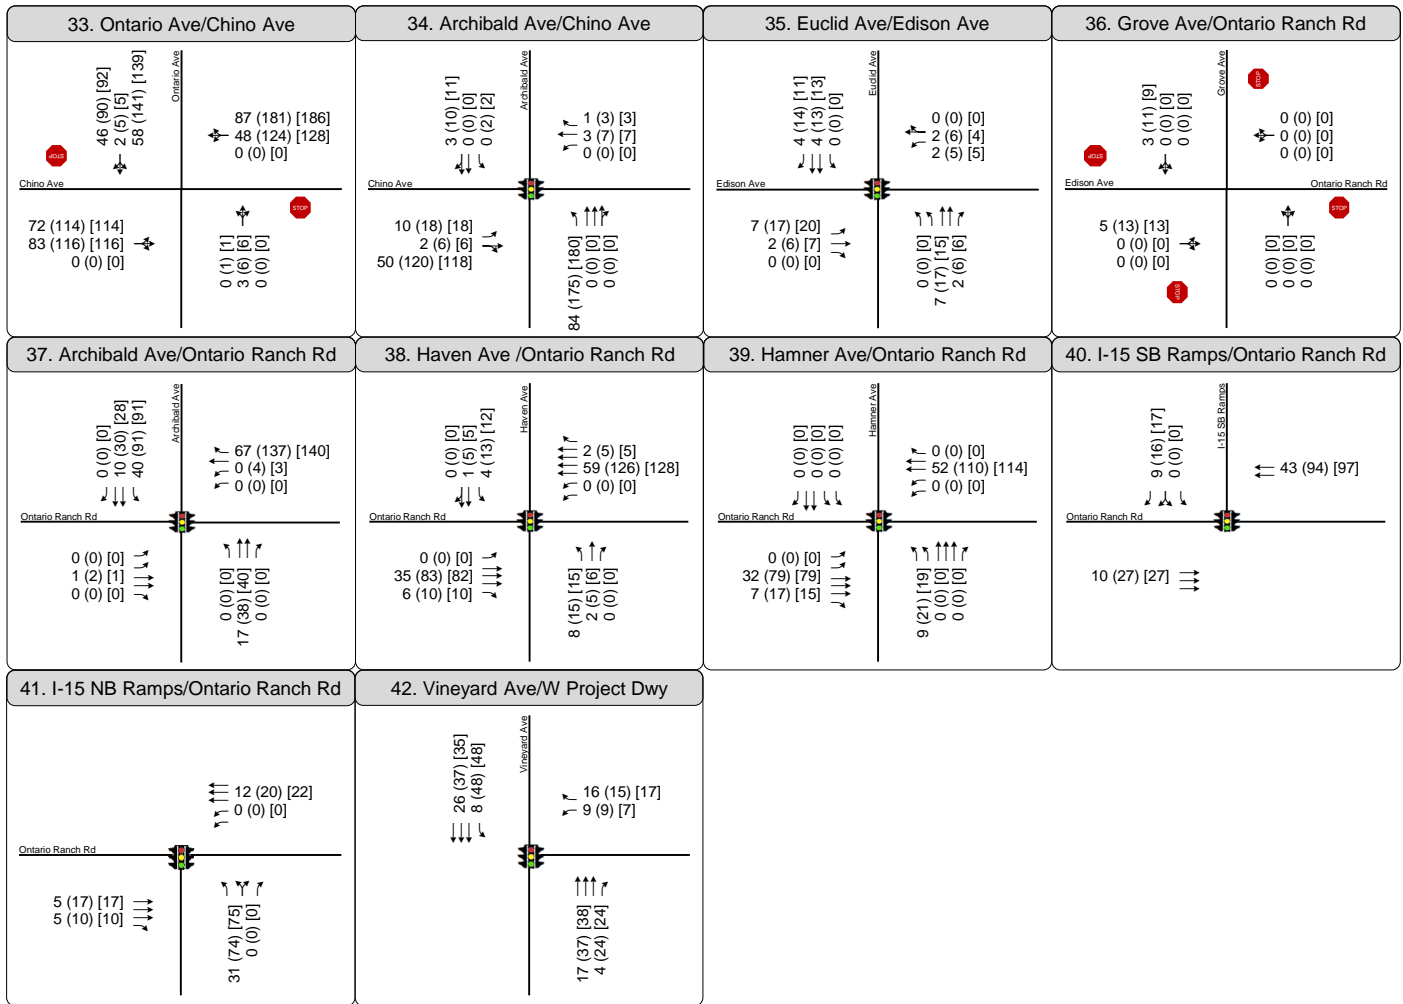 33. Ontario Ave/Chino Ave
46 (90) [92]
2 (5) [5]
58 (141) [139]
Ontario Ave
87 (181) [186]
48 (124) [128]
0 (0) [0]
STOP
Chino Ave
STOP
72 (114) [114]
83 (116) [116]
0 (0) [0]
0 (1) [1]
3 (6) [6]
0 (0) [0]
34. Archibald Ave/Chino Ave
3 (10) [11]
0 (0) [0]
0 (2) [2]
Archibald Ave
1 (3) [3]
3 (7) [7]
0 (0) [0]
Chino Ave
10 (18) [18]
2 (6) [6]
50 (120) [118]
84 (175) [180]
0 (0) [0]
0 (0) [0]
35. Euclid Ave/Edison Ave
4 (14) [11]
4 (13) [13]
0 (0) [0]
Euclid Ave
0 (0) [0]
2 (6) [4]
2 (5) [5]
Edison Ave
7 (17) [20]
2 (6) [7]
0 (0) [0]
0 (0) [0]
7 (17) [15]
2 (6) [6]
36. Grove Ave/Ontario Ranch Rd
3 (11) [9]
0 (0) [0]
0 (0) [0]
Grove Ave
STOP
0 (0) [0]
0 (0) [0]
0 (0) [0]
STOP
Edison Ave
Ontario Ranch Rd
STOP
5 (13) [13]
0 (0) [0]
0 (0) [0]
STOP
0 (0) [0]
0 (0) [0]
0 (0) [0]
37. Archibald Ave/Ontario Ranch Rd
0 (0) [0]
10 (30) [28]
40 (91) [91]
Archibald Ave
67 (137) [140]
0 (4) [3]
0 (0) [0]
Ontario Ranch Rd
0 (0) [0]
1 (2) [1]
0 (0) [0]
0 (0) [0]
17 (38) [40]
0 (0) [0]
38. Haven Ave /Ontario Ranch Rd
0 (0) [0]
1 (5) [5]
4 (13) [12]
Haven Ave
2 (5) [5]
59 (126) [128]
0 (0) [0]
Ontario Ranch Rd
0 (0) [0]
35 (83) [82]
6 (10) [10]
8 (15) [15]
2 (5) [6]
0 (0) [0]
39. Hamner Ave/Ontario Ranch Rd
0 (0) [0]
0 (0) [0]
0 (0) [0]
Hamner Ave
0 (0) [0]
52 (110) [114]
0 (0) [0]
Ontario Ranch Rd
0 (0) [0]
32 (79) [79]
7 (17) [15]
9 (21) [19]
0 (0) [0]
0 (0) [0]
40. I-15 SB Ramps/Ontario Ranch Rd
9 (16) [17]
0 (0) [0]
I-15 SB Ramps
43 (94) [97]
Ontario Ranch Rd
10 (27) [27]
41. I-15 NB Ramps/Ontario Ranch Rd
12 (20) [22]
0 (0) [0]
Ontario Ranch Rd
5 (17) [17]
5 (10) [10]
31 (74) [75]
0 (0) [0]
42. Vineyard Ave/W Project Dwy
26 (37) [35]
8 (48) [48]
Vineyard Ave
16 (15) [17]
9 (9) [7]
17 (37) [38]
4 (24) [24]